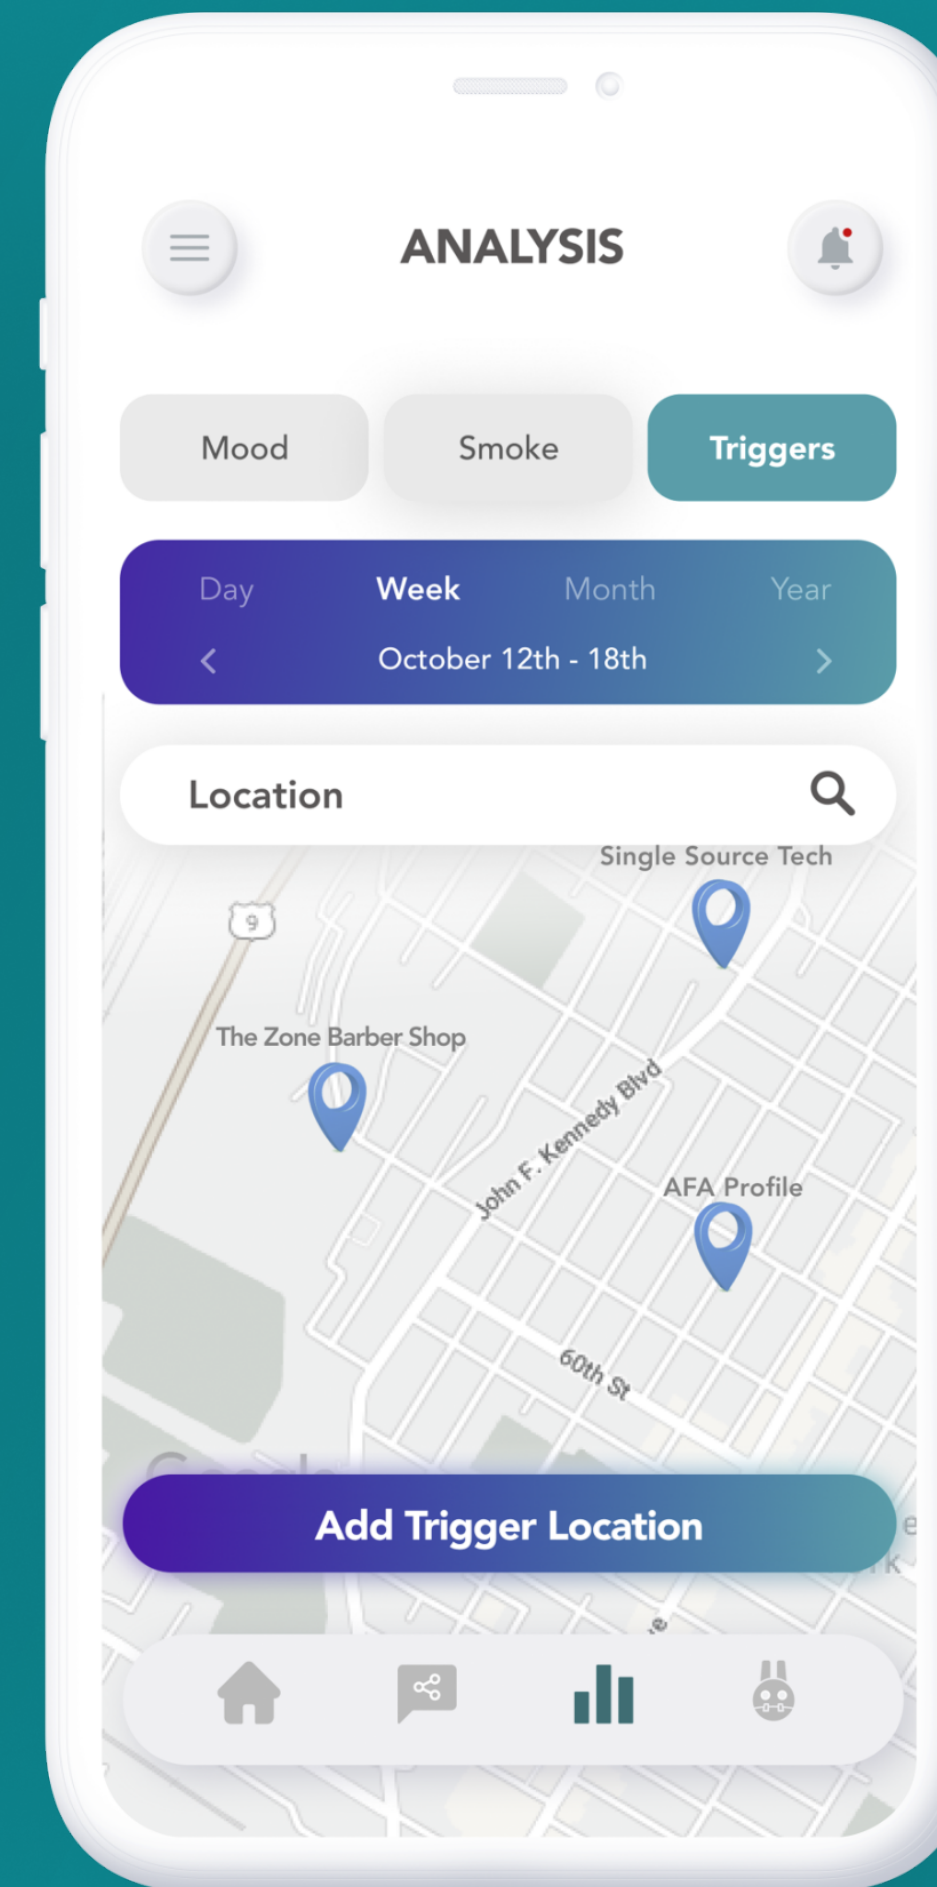 ANALYSIS
Mood Smoke Triggers
Day Week Month Year
October 12th - 18th
Location
Single Source Tech
9
The Zone Barber Shop
John F. Kennedy Blvd
AFA Profile
60th St
Add Trigger Location